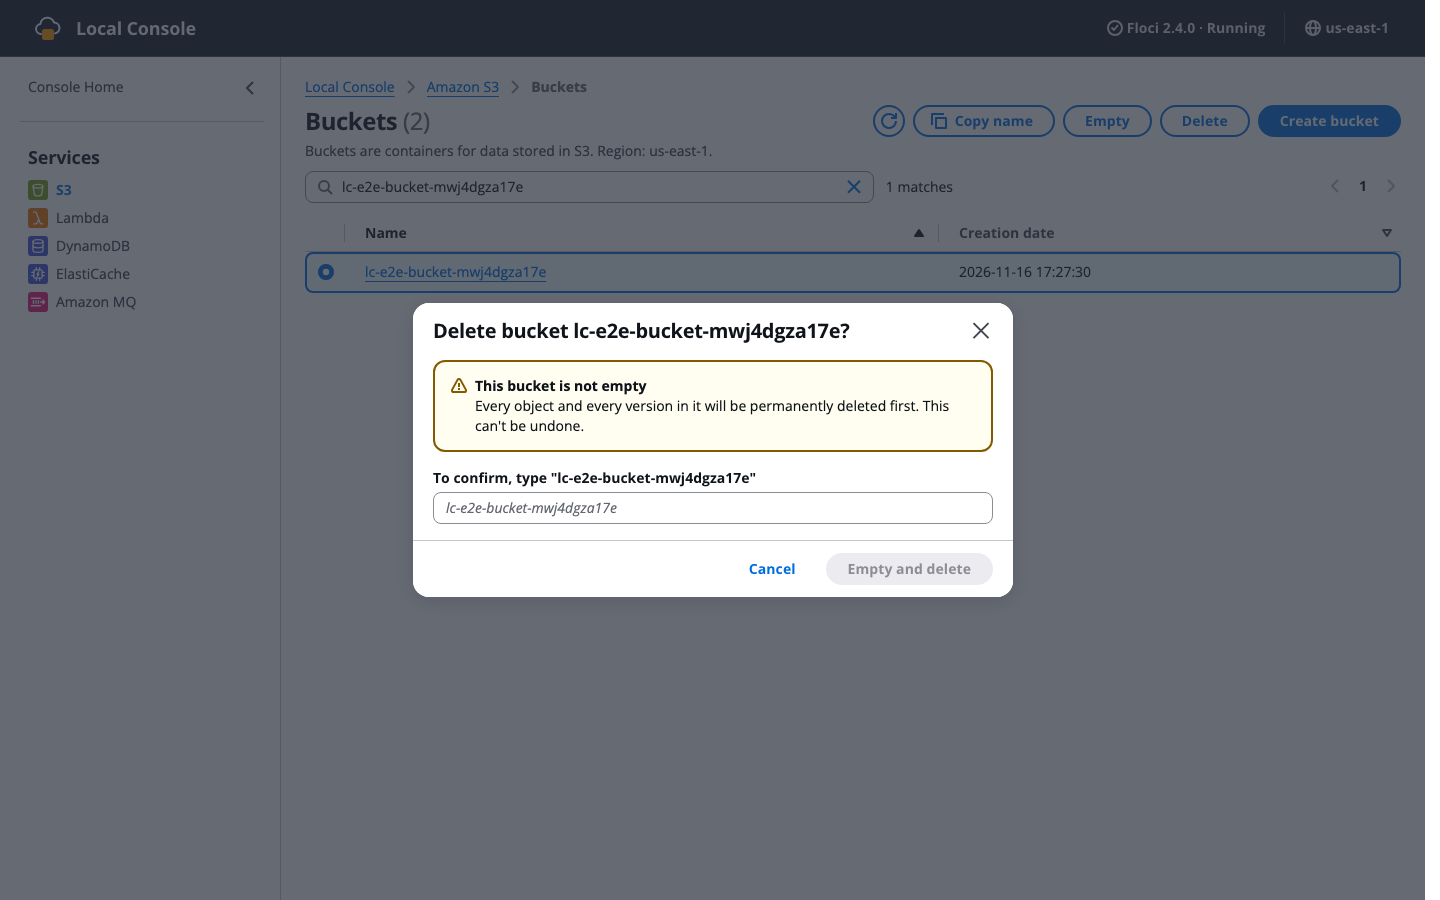 Local Console
Floci 2.4.0 · Running
us-east-1
Console Home
Services
S3
Lambda
DynamoDB
ElastiCache
Amazon MQ
Local Console > Amazon S3 > Buckets
Buckets (2)
Copy name
Empty
Delete
Create bucket
Buckets are containers for data stored in S3. Region: us-east-1.
lc-e2e-bucket-mwj4dgza17e
1 matches
1
Name
Creation date
lc-e2e-bucket-mwj4dgza17e
2026-11-16 17:27:30
Delete bucket lc-e2e-bucket-mwj4dgza17e?
This bucket is not empty
Every object and every version in it will be permanently deleted first. This
can't be undone.
To confirm, type "lc-e2e-bucket-mwj4dgza17e"
lc-e2e-bucket-mwj4dgza17e
Cancel
Empty and delete